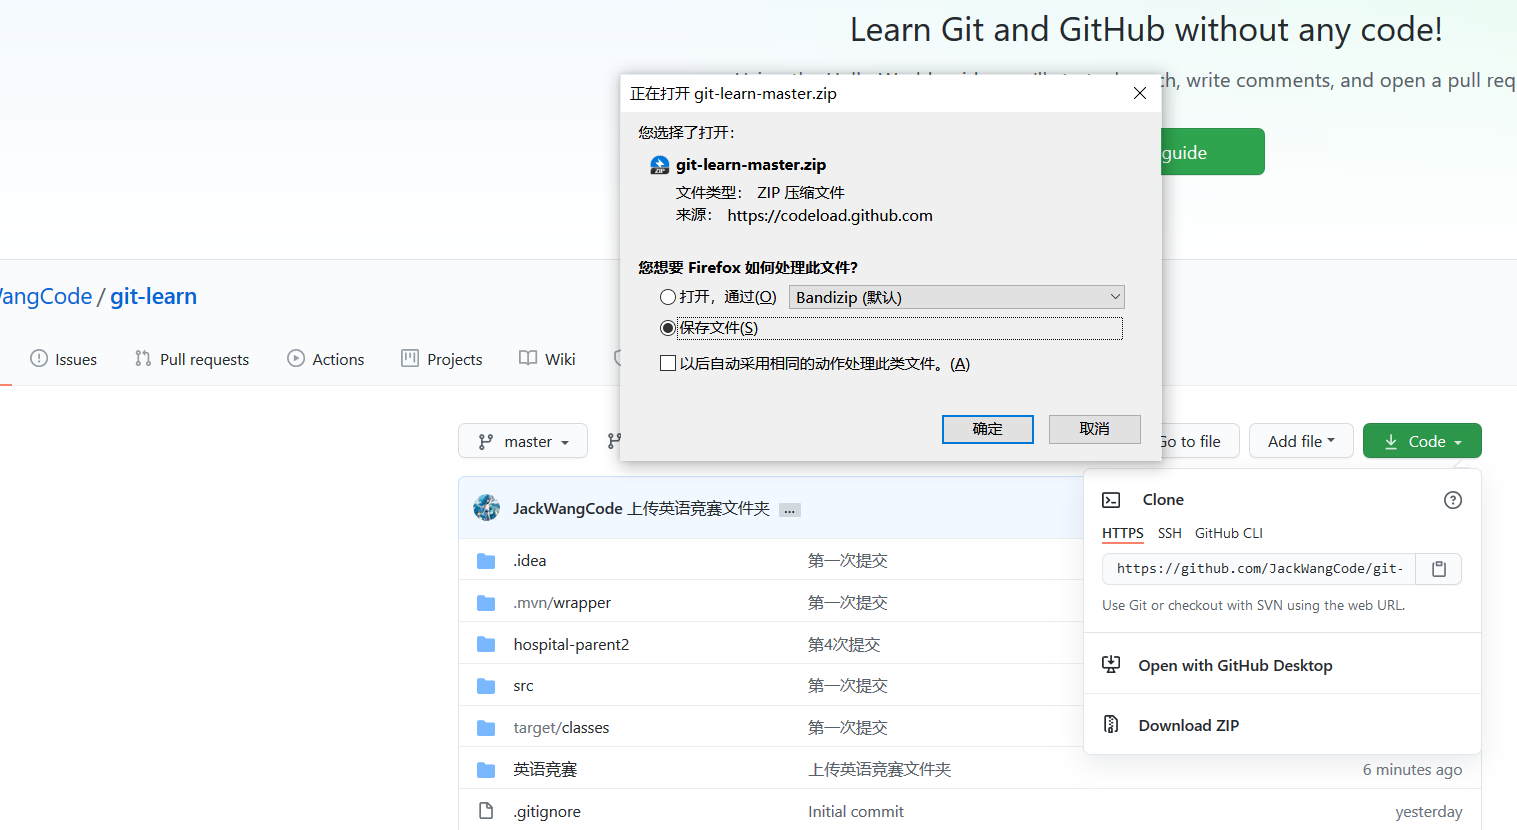 Learn Git and GitHub without any code!
ch, write comments, and open a pull req
guide
正在打开 git-learn-master.zip
您选择了打开：
git-learn-master.zip
文件类型： ZIP 压缩文件
来源： https://codeload.github.com
您想要 Firefox 如何处理此文件？
打开，通过(O) Bandizip (默认)
保存文件(S)
以后自动采用相同的动作处理此类文件。(A)
确定 取消
WangCode / git-learn
Issues Pull requests Actions Projects Wiki
master Go to file Add file Code
JackWangCode 上传英语竞赛文件夹 ...
.idea 第一次提交
.mvn/wrapper 第一次提交
hospital-parent2 第4次提交
src 第一次提交
target/classes 第一次提交
英语竞赛 上传英语竞赛文件夹 6 minutes ago
.gitignore Initial commit yesterday
Clone
HTTPS SSH GitHub CLI
https://github.com/JackWangCode/git-
Use Git or checkout with SVN using the web URL.
Open with GitHub Desktop
Download ZIP